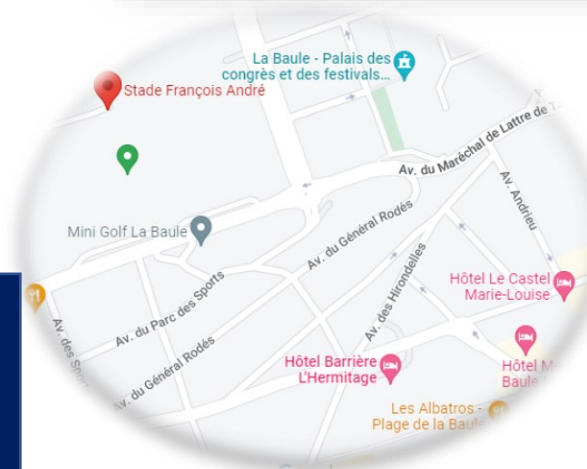 La Baule - Palais des
congrès et des festivals...
Stade François André
Av. du Maréchal de Lattre de
Av. Andrieu
Mini Golf La Baule
Av. du Général Rodés
Av. des Hirondelles
Hôtel Le Castel
Marie-Louise
Av. du Parc des Sports
Av. des
Av. du Général Rodés
Hôtel Barrière
L'Hermitage
Hôtel
Baule
Les Albatros -
Plage de la Baule